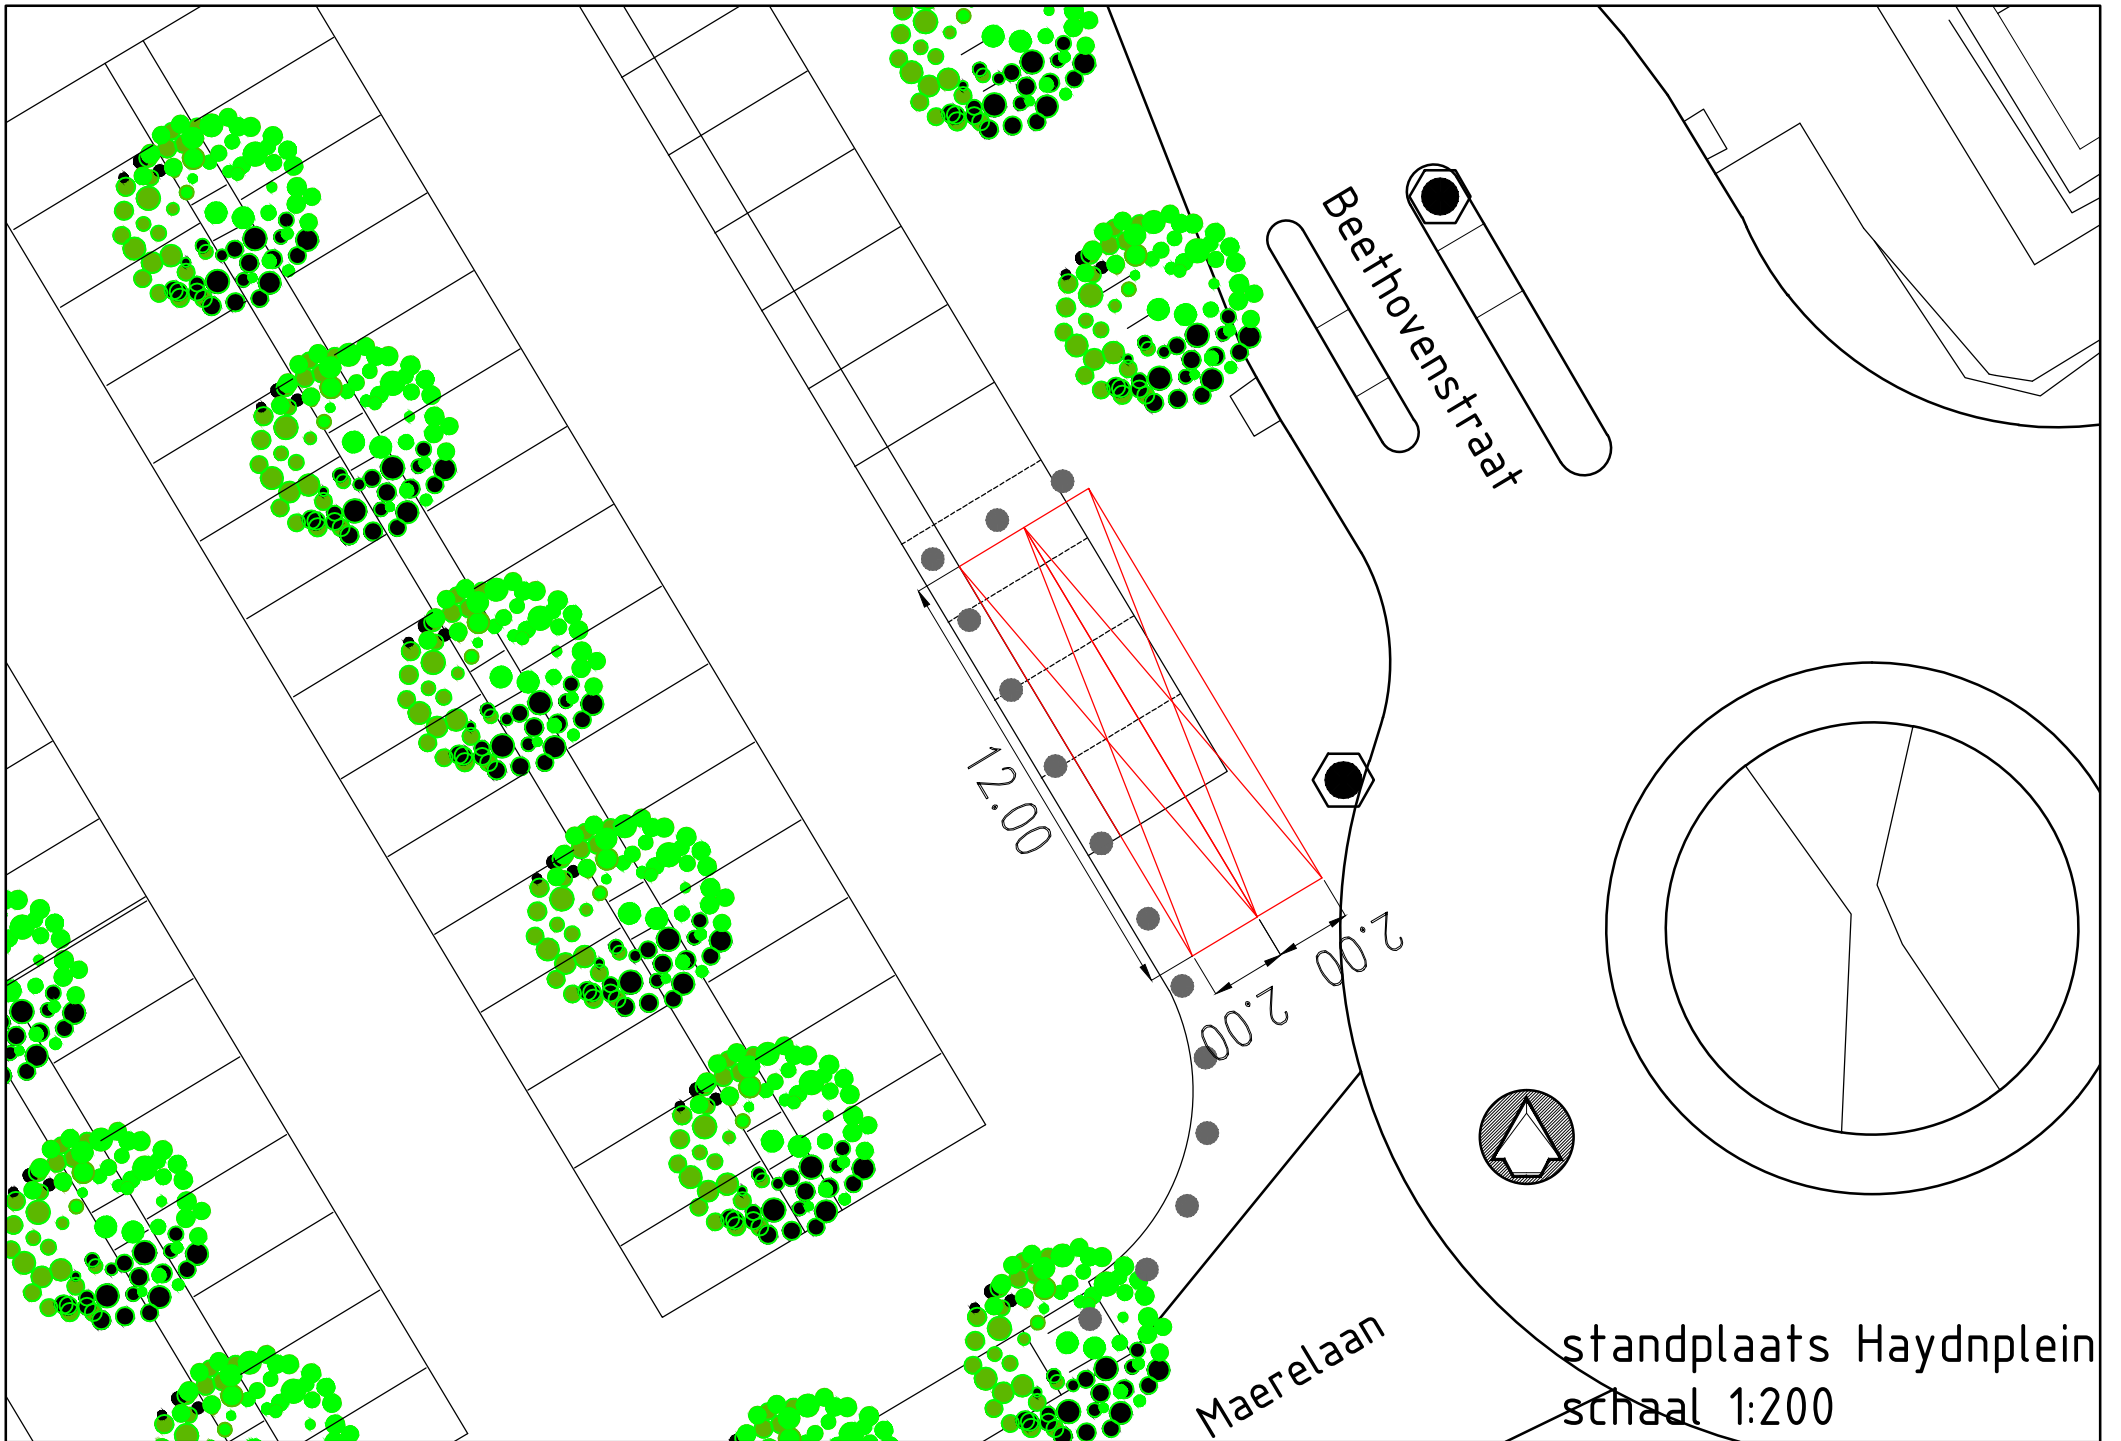 Beethovenstraat
12.00
2.00
2.00
Maerelaan
standplaats Haydnplein
schaal 1:200